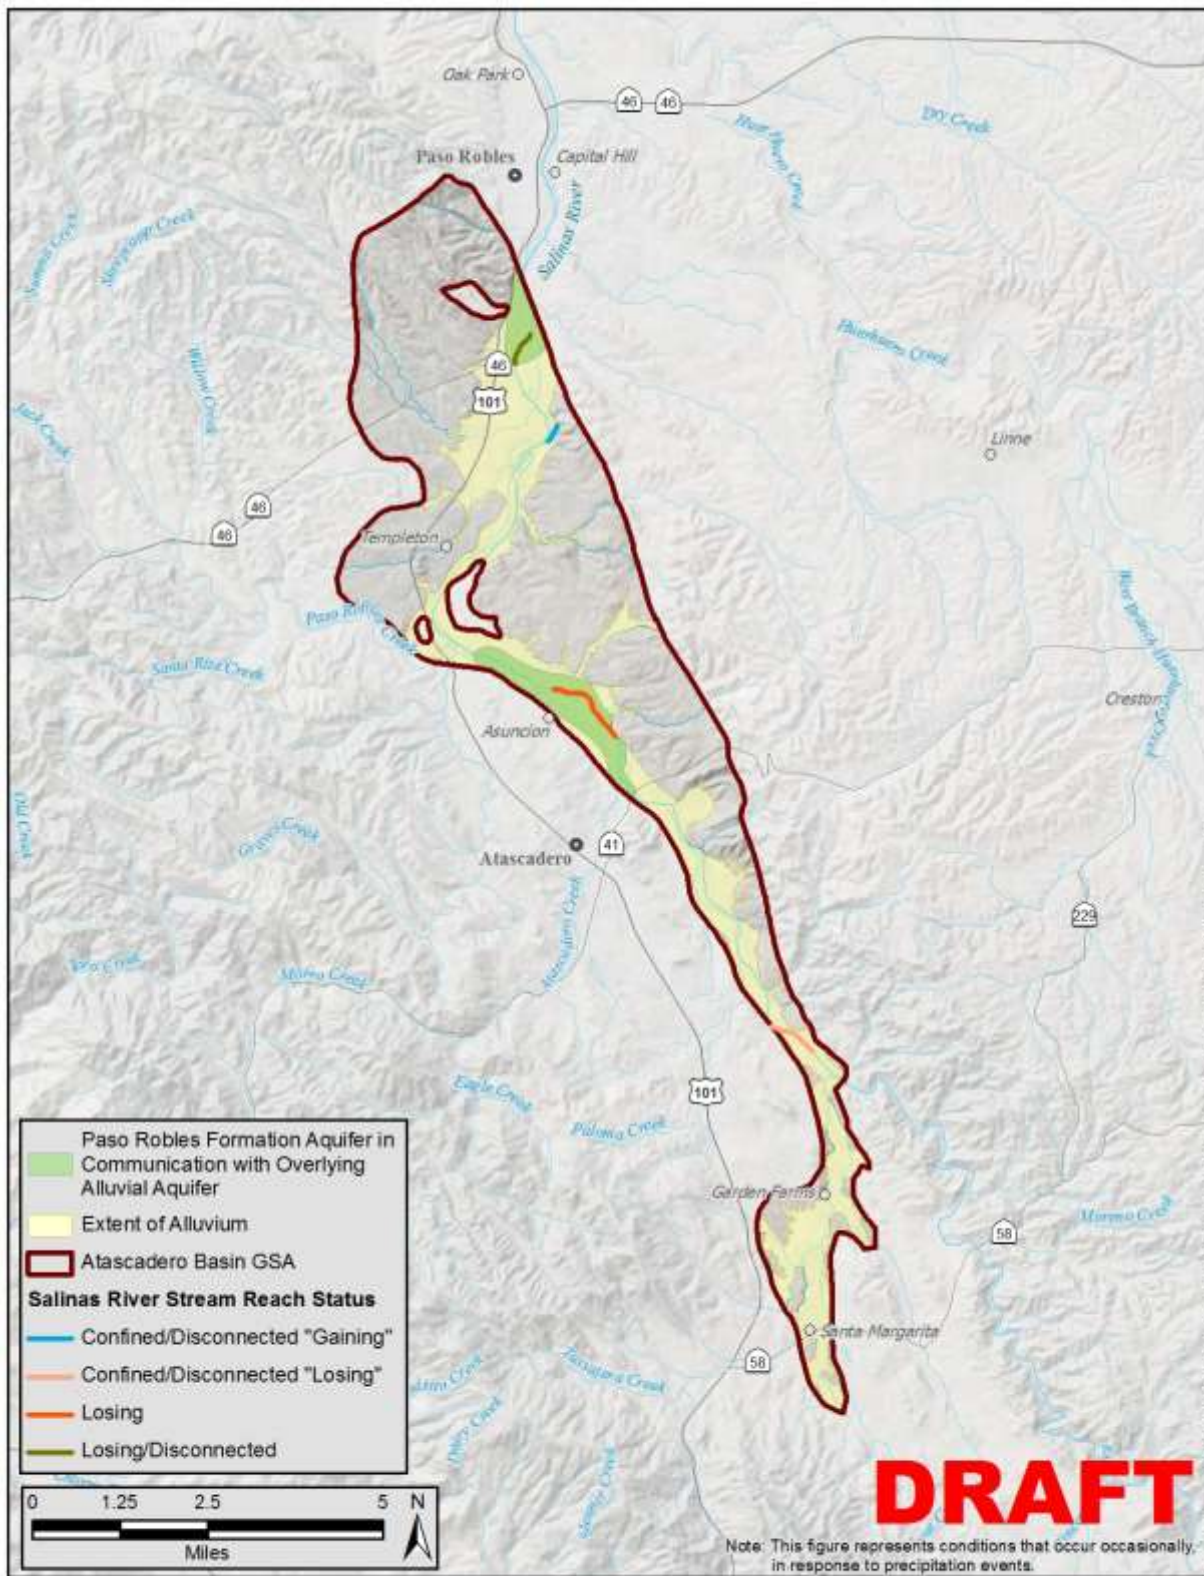 Oak Park
46
46
Dry Creek
Huer Huero Creek
Paso Robles
Capital Hill
Salinas River
Summit Creek
Sheepcamp Creek
46
101
Willow Creek
Jack Creek
Linne
46
46
Templeton
Paso Robles Creek
Santa Rita Creek
Creston
Asuncion
Old Creek
Graves Creek
Atascadero
41
Atascadero Creek
229
Toro Creek
Morro Creek
Eagle Creek
101
Paloma Creek
Garden Farms
Moreno Creek
58
Santa Margarita
58
Paso Robles Formation Aquifer in
Communication with Overlying
Alluvial Aquifer
Extent of Alluvium
Atascadero Basin GSA
Salinas River Stream Reach Status
Confined/Disconnected "Gaining"
Confined/Disconnected "Losing"
Losing
Losing/Disconnected
0 1.25 2.5 5 N
Miles
DRAFT
Note: This figure represents conditions that occur occasionally,
in response to precipitation events.